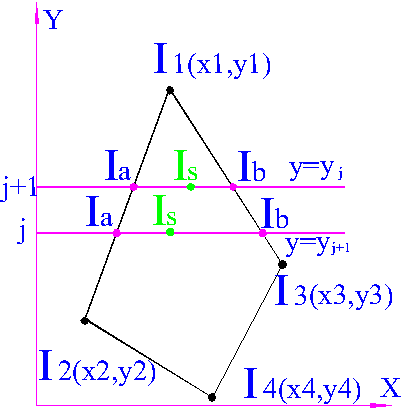 Y
I1(x1,y1)
Ia Is Ib y=yj
j+1
Ia Is Ib
j
y=yj+1
I3(x3,y3)
I2(x2,y2)
I4(x4,y4)
X